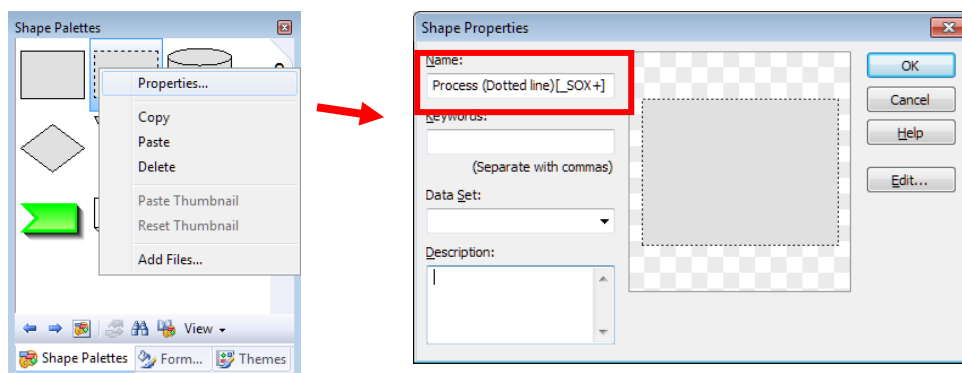 Shape Palettes
Properties...
Copy
Paste
Delete
Paste Thumbnail
Reset Thumbnail
Add Files...
View
Shape Palettes Form... Themes
Shape Properties
Name:
Process (Dotted line)[_SOX+]
Keywords:
(Separate with commas)
Data Set:
Description:
OK
Cancel
Help
Edit...